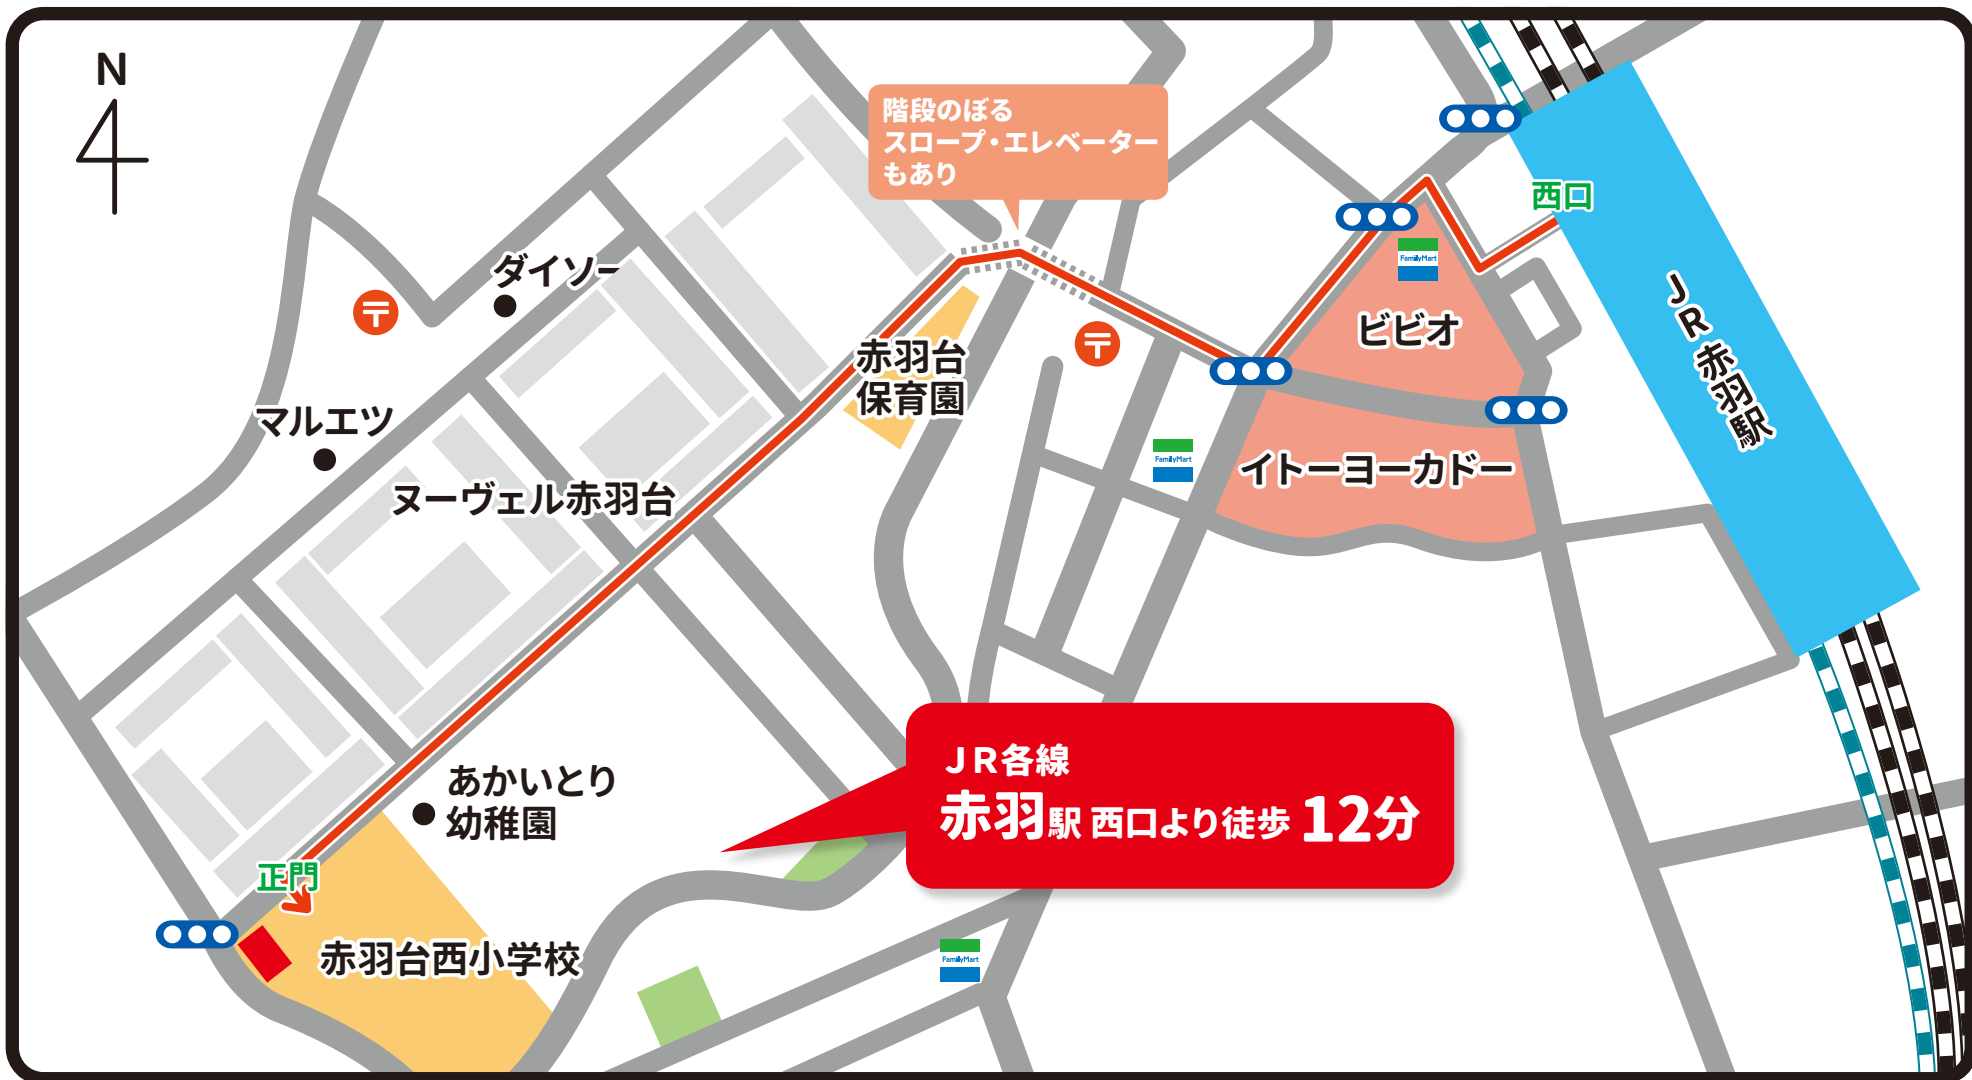 N
階段のぼる
スロープ・エレベーター
もあり
西口
ダイソー
FamilyMart
ビビオ
JR赤羽駅
赤羽台
保育園
マルエツ
FamilyMart
イトーヨーカドー
ヌーヴェル赤羽台
JR各線
赤羽駅 西口より徒歩 12分
あかいとり
幼稚園
正門
赤羽台西小学校
FamilyMart